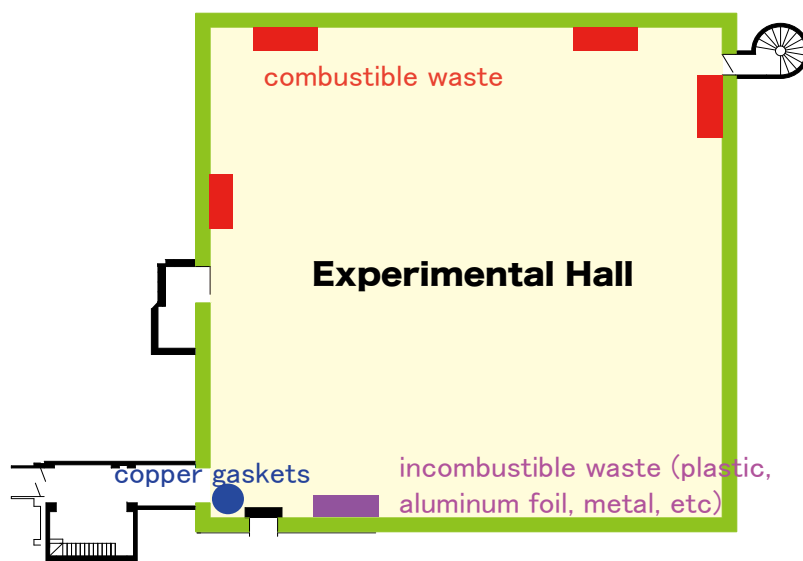 combustible waste
Experimental Hall
copper gaskets
incombustible waste (plastic,
aluminum foil, metal, etc)